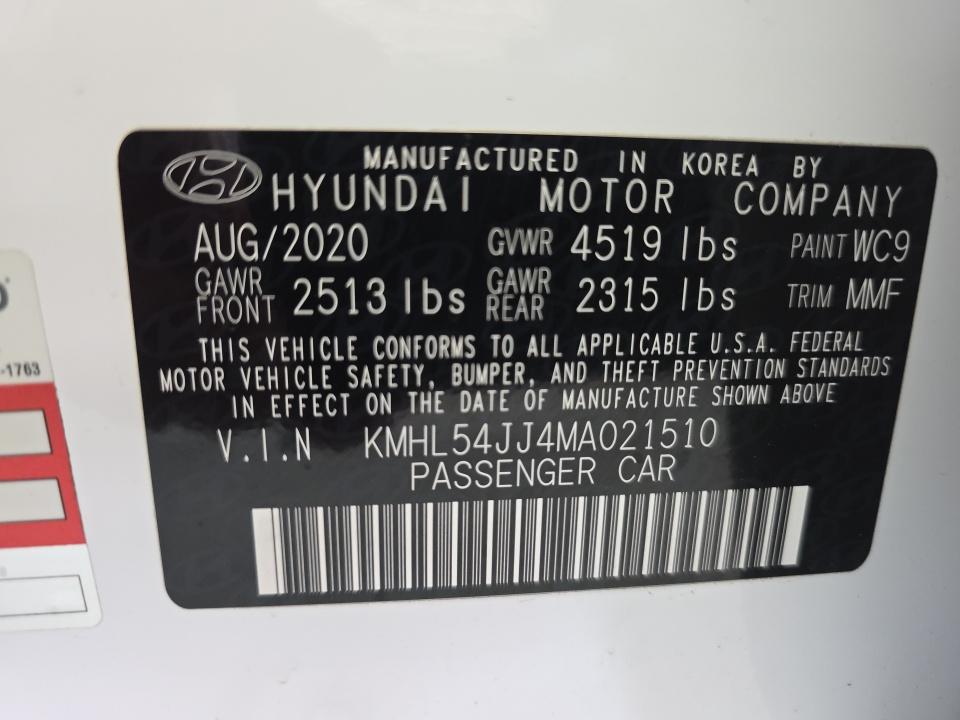 MANUFACTURED IN KOREA BY
HYUNDAI MOTOR COMPANY
AUG/2020 GVWR 4519 lbs PAINT WC9
GAWR FRONT 2513 lbs GAWR REAR 2315 lbs TRIM MMF
THIS VEHICLE CONFORMS TO ALL APPLICABLE U.S.A. FEDERAL
MOTOR VEHICLE SAFETY, BUMPER, AND THEFT PREVENTION STANDARDS
IN EFFECT ON THE DATE OF MANUFACTURE SHOWN ABOVE
V.I.N KMHL54JJ4MA021510
PASSENGER CAR
-1763